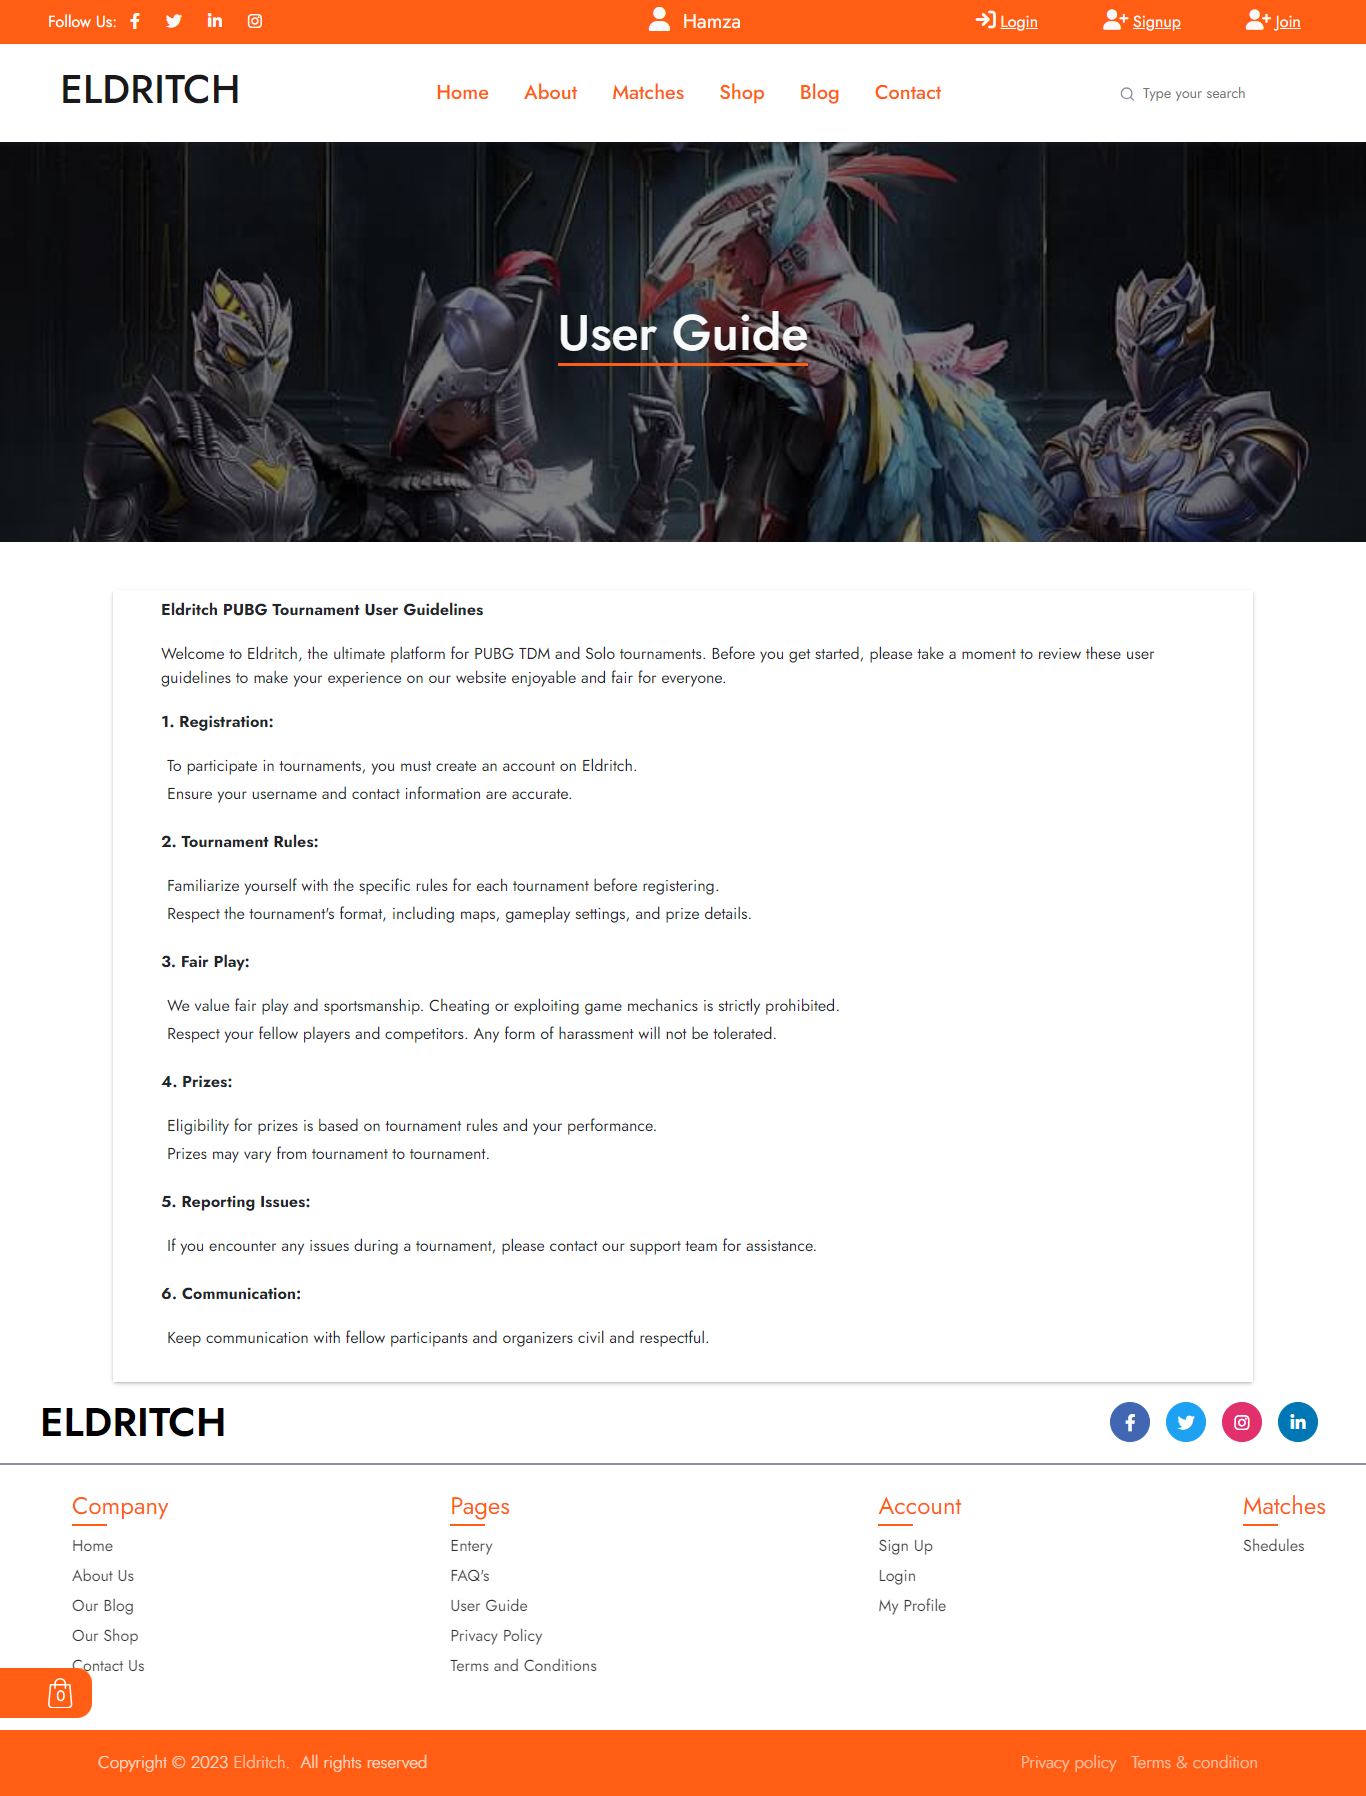 Follow Us:
Hamza
Login
Signup
Join
ELDRITCH
Home
About
Matches
Shop
Blog
Contact
Type your search
User Guide
Eldritch PUBG Tournament User Guidelines
Welcome to Eldritch, the ultimate platform for PUBG TDM and Solo tournaments. Before you get started, please take a moment to review these user
guidelines to make your experience on our website enjoyable and fair for everyone.
1. Registration:
To participate in tournaments, you must create an account on Eldritch.
Ensure your username and contact information are accurate.
2. Tournament Rules:
Familiarize yourself with the specific rules for each tournament before registering.
Respect the tournament's format, including maps, gameplay settings, and prize details.
3. Fair Play:
We value fair play and sportsmanship. Cheating or exploiting game mechanics is strictly prohibited.
Respect your fellow players and competitors. Any form of harassment will not be tolerated.
4. Prizes:
Eligibility for prizes is based on tournament rules and your performance.
Prizes may vary from tournament to tournament.
5. Reporting Issues:
If you encounter any issues during a tournament, please contact our support team for assistance.
6. Communication:
Keep communication with fellow participants and organizers civil and respectful.
ELDRITCH
Company
Home
About Us
Our Blog
Our Shop
Contact Us
Pages
Entery
FAQ's
User Guide
Privacy Policy
Terms and Conditions
Account
Sign Up
Login
My Profile
Matches
Shedules
0
Copyright © 2023 Eldritch. All rights reserved
Privacy policy
Terms & condition